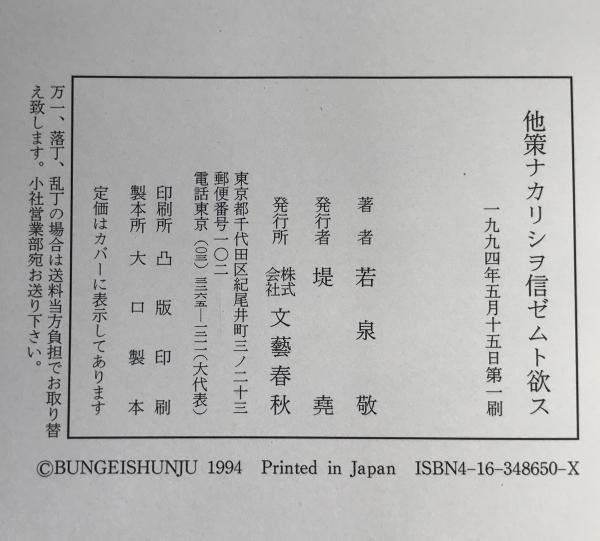 他策ナカリシヲ信ゼムト欲ス
一九九四年五月十五日第一刷
著者 若泉敬
発行者 堤堯
発行所 株式会社 文藝春秋
東京都千代田区紀尾井町三ノ二十三
郵便番号一〇二
電話東京(〇三)三二六五―一二一一(大代表)
印刷所 凸版印刷
製本所 大口製本
定価はカバーに表示してあります
万一、落丁、乱丁の場合は送料当方負担でお取り替
え致します。小社営業部宛お送り下さい。
©BUNGEISHUNJU 1994 Printed in Japan ISBN4-16-348650-X